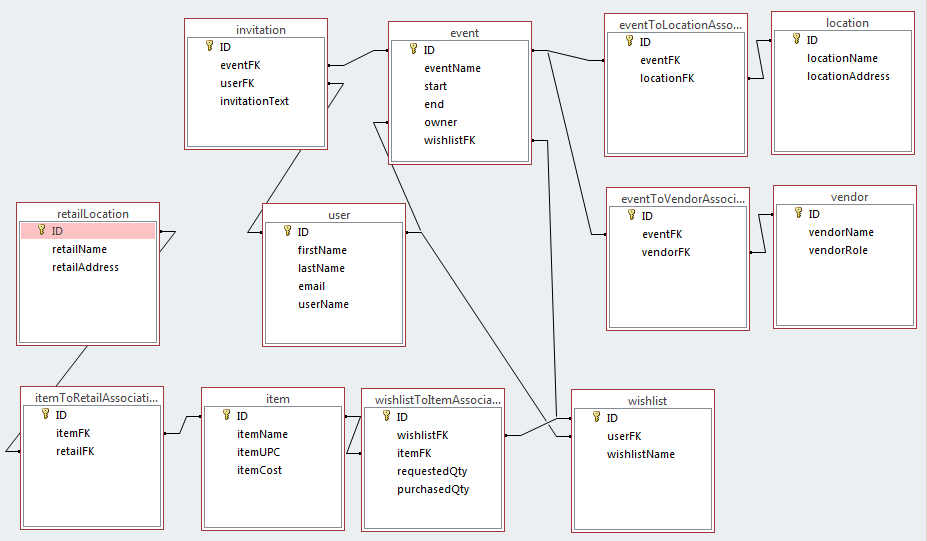 invitation
ID
eventFK
userFK
invitationText
event
ID
eventName
start
end
owner
wishlistFK
eventToLocationAsso...
ID
eventFK
locationFK
location
ID
locationName
locationAddress
retailLocation
ID
retailName
retailAddress
user
ID
firstName
lastName
email
userName
eventToVendorAssoci...
ID
eventFK
vendorFK
vendor
ID
vendorName
vendorRole
itemToRetailAssociati...
ID
itemFK
retailFK
item
ID
itemName
itemUPC
itemCost
wishlistToItemAssocia...
ID
wishlistFK
itemFK
requestedQty
purchasedQty
wishlist
ID
userFK
wishlistName